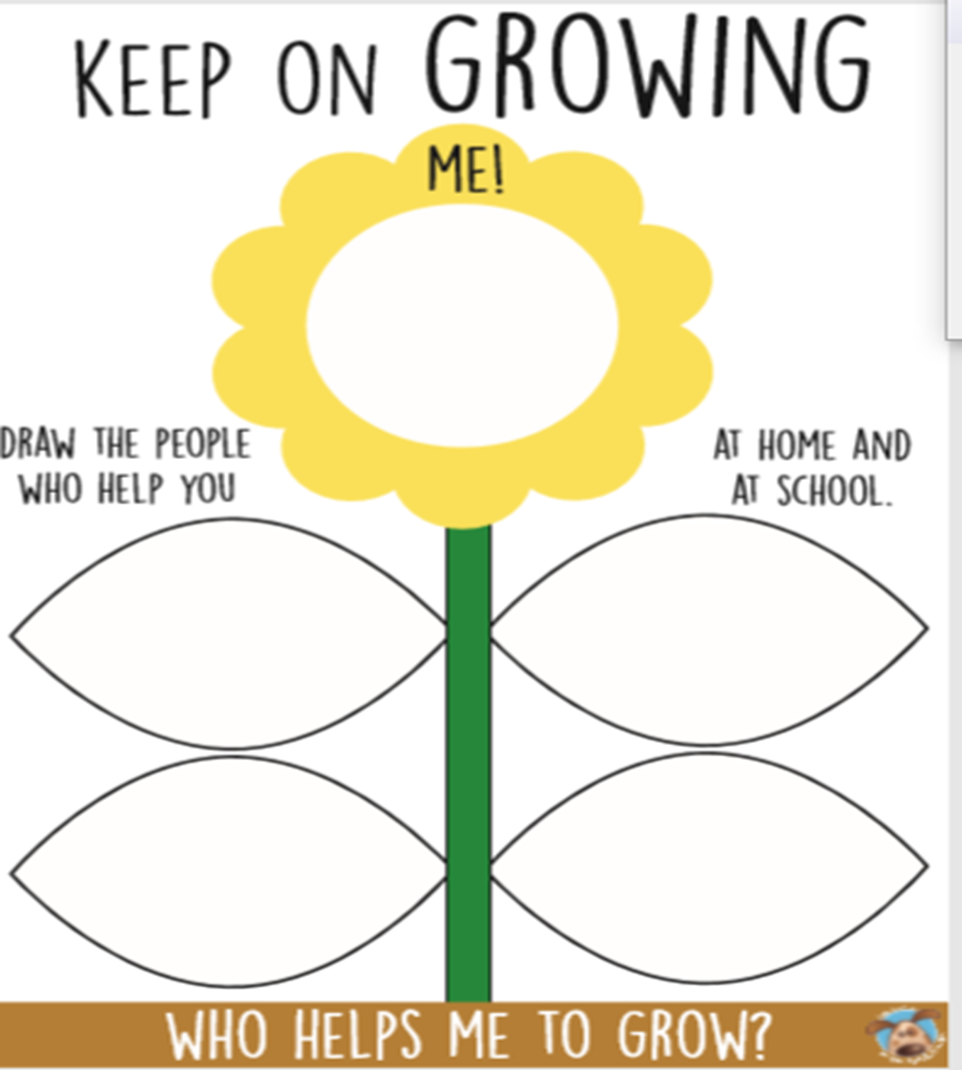 KEEP ON GROWING
ME!
DRAW THE PEOPLE
WHO HELP YOU
AT HOME AND
AT SCHOOL.
WHO HELPS ME TO GROW?